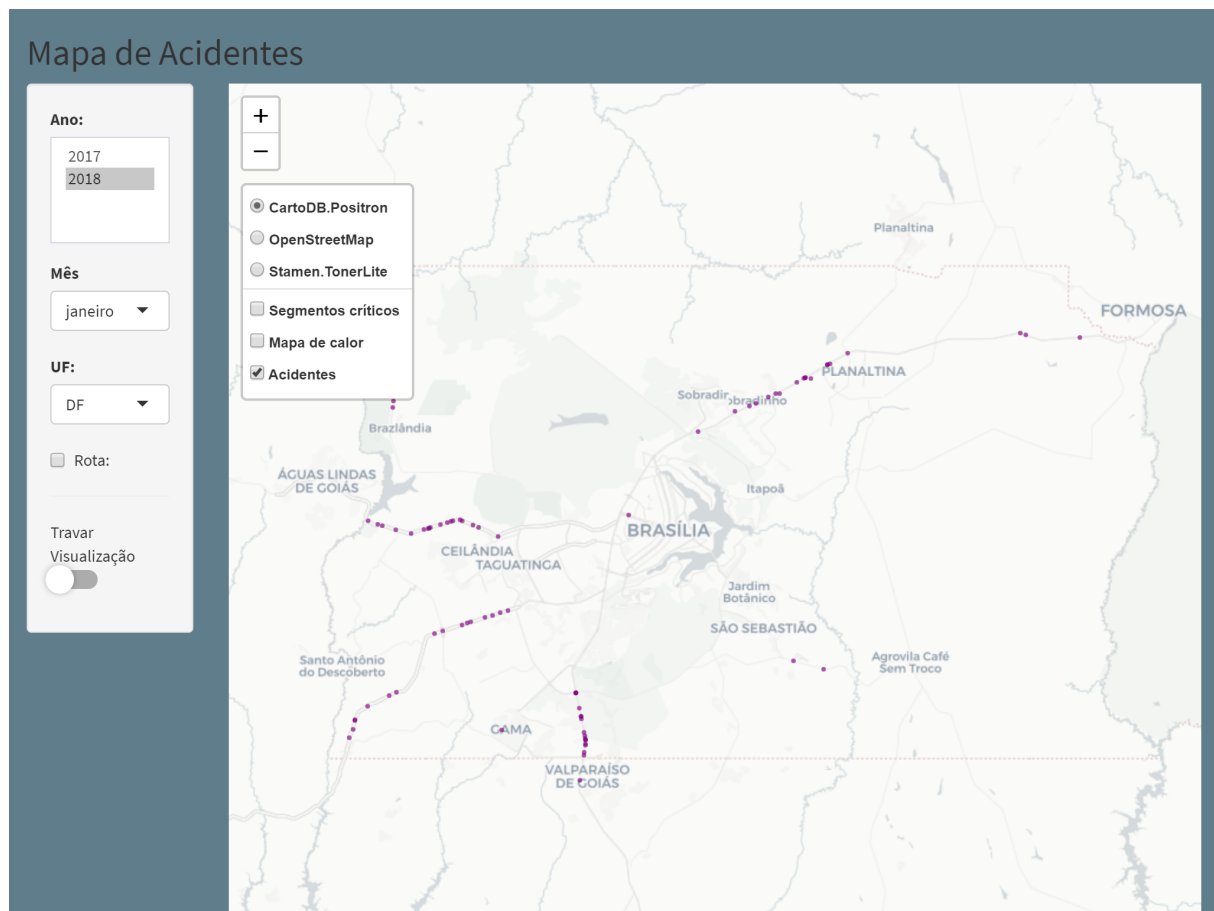 Mapa de Acidentes
Ano:
2017
2018
Mês
janeiro
UF:
DF
Rota:
Travar
Visualização
+
−
CartoDB.Positron
OpenStreetMap
Stamen.TonerLite
Segmentos críticos
Mapa de calor
Acidentes
Planaltina
FORMOSA
PLANALTINA
Sobradin
obradinho
Brazlândia
ÁGUAS LINDAS
DE GOIÁS
Itapoã
BRASÍLIA
CEILÂNDIA
TAGUATINGA
Jardim
Botânico
SÃO SEBASTIÃO
Santo Antônio
do Descoberto
Agrovila Café
Sem Troco
GAMA
VALPARAÍSO
DE GOIÁS